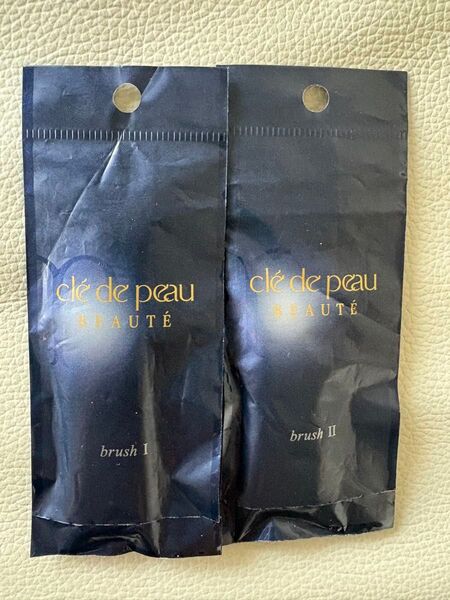 clé de peau
BEAUTÉ
brush I
clé de peau
BEAUTÉ
brush II